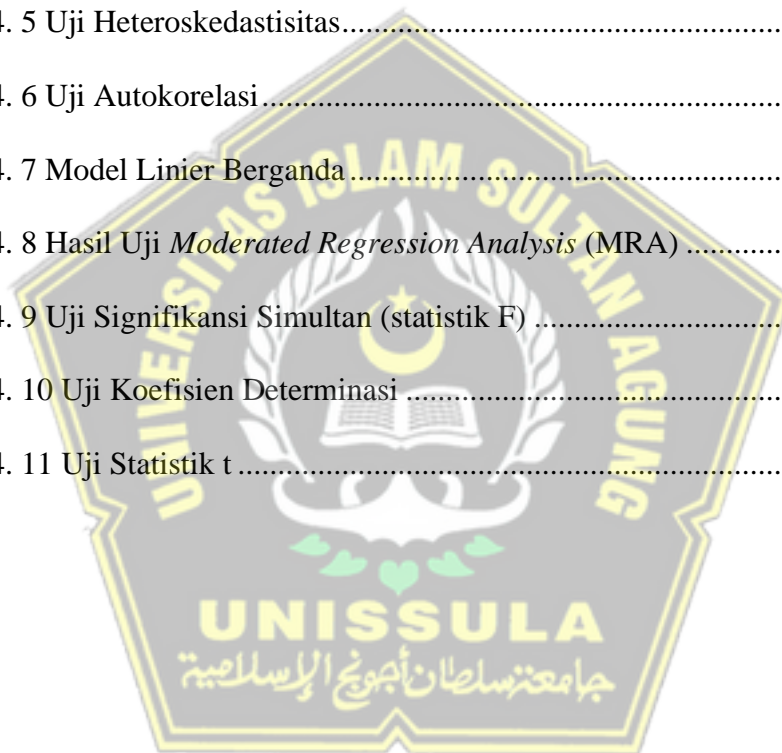 4. 5 Uji Heteroskedastisitas..........................................................................
4. 6 Uji Autokorelasi......................................................................................
4. 7 Model Linier Berganda.........................................................................
4. 8 Hasil Uji Moderated Regression Analysis (MRA) ............
4. 9 Uji Signifikansi Simultan (statistik F) ...................................
4. 10 Uji Koefisien Determinasi ....................................................
4. 11 Uji Statistik t .........................................................................
UNIVERSITAS ISLAM SULTAN AGUNG
UNISSULA
جامعة سلطان أجونج الإسلامية